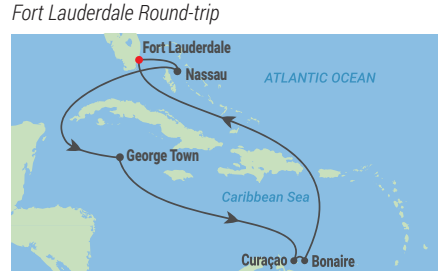 Fort Lauderdale Round-trip
Fort Lauderdale
Nassau
ATLANTIC OCEAN
George Town
Caribbean Sea
Curaçao
Bonaire